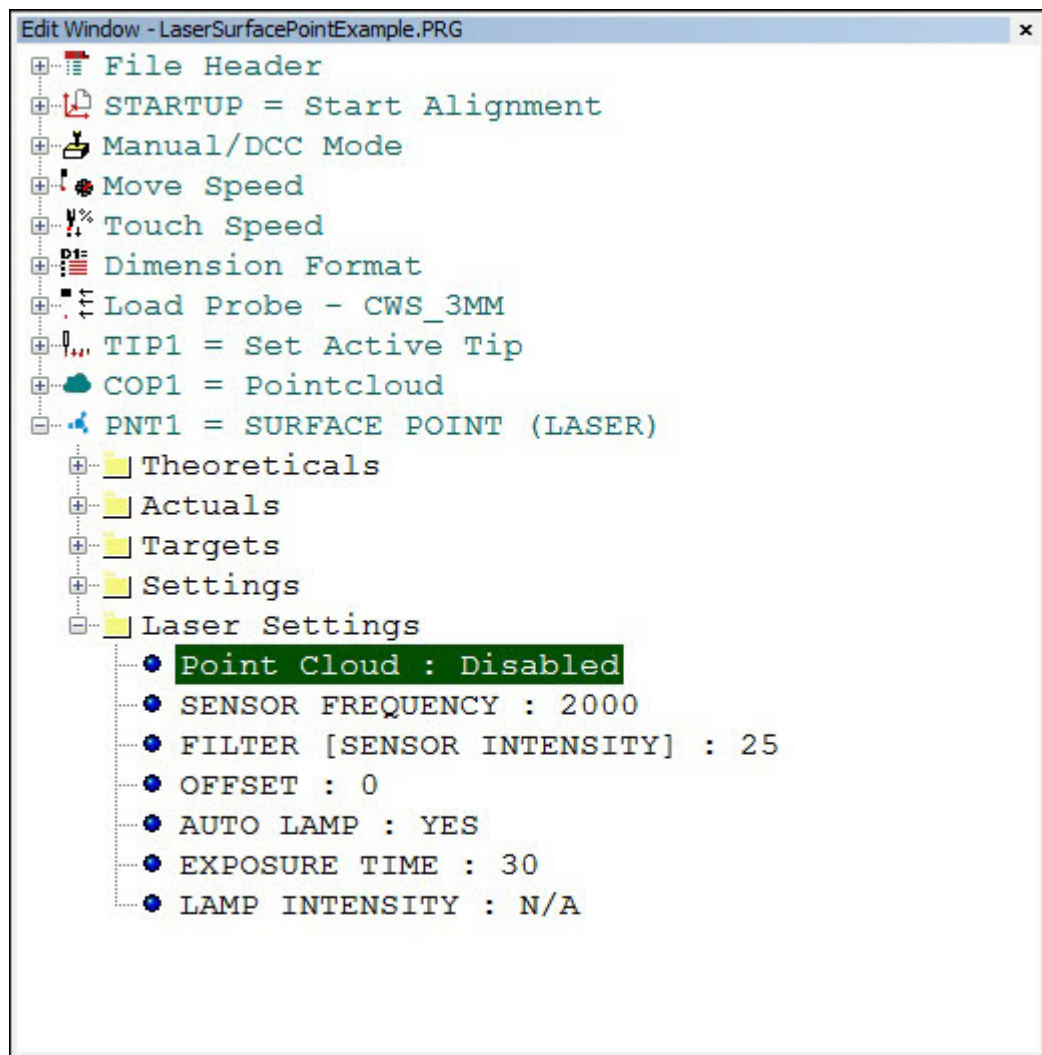 Edit Window - LaserSurfacePointExample.PRG
File Header
STARTUP = Start Alignment
Manual/DCC Mode
Move Speed
Touch Speed
Dimension Format
Load Probe - CWS_3MM
TIP1 = Set Active Tip
COP1 = Pointcloud
PNT1 = SURFACE POINT (LASER)
Theoreticals
Actuals
Targets
Settings
Laser Settings
Point Cloud : Disabled
SENSOR FREQUENCY : 2000
FILTER [SENSOR INTENSITY] : 25
OFFSET : 0
AUTO LAMP : YES
EXPOSURE TIME : 30
LAMP INTENSITY : N/A